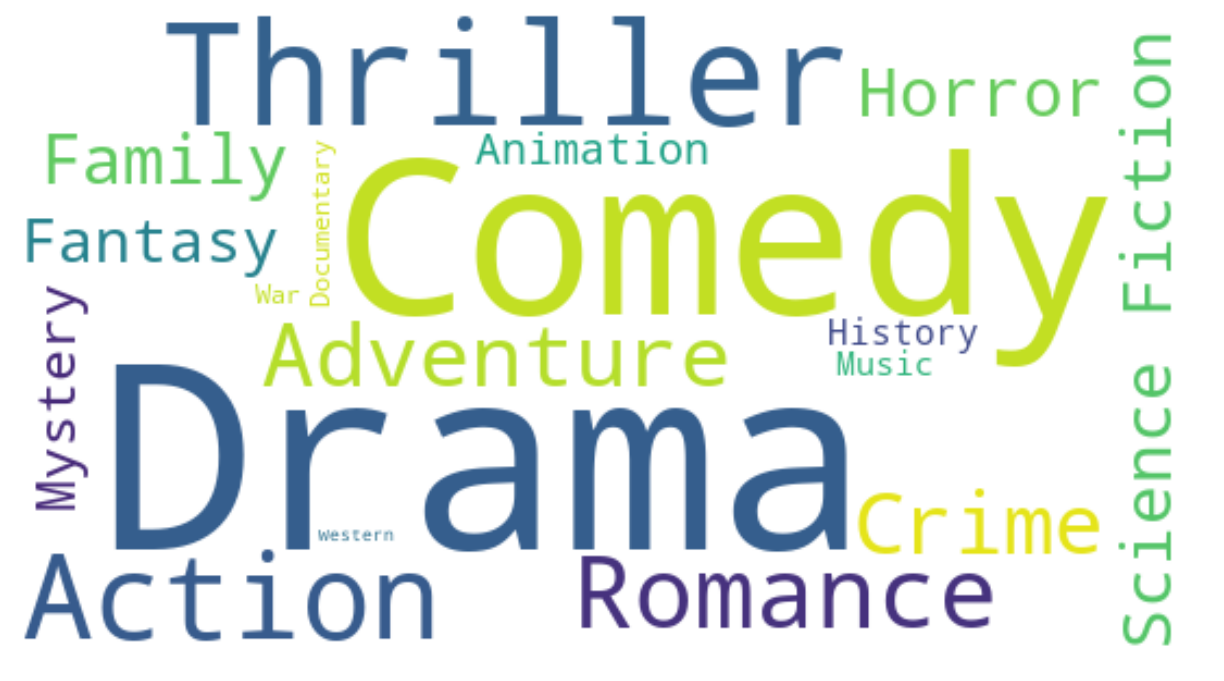 Thriller
Horror
Science Fiction
Family
Animation
Documentary
Comedy
Fantasy
War
Mystery
Adventure
History
Music
Drama
Crime
Western
Action
Romance